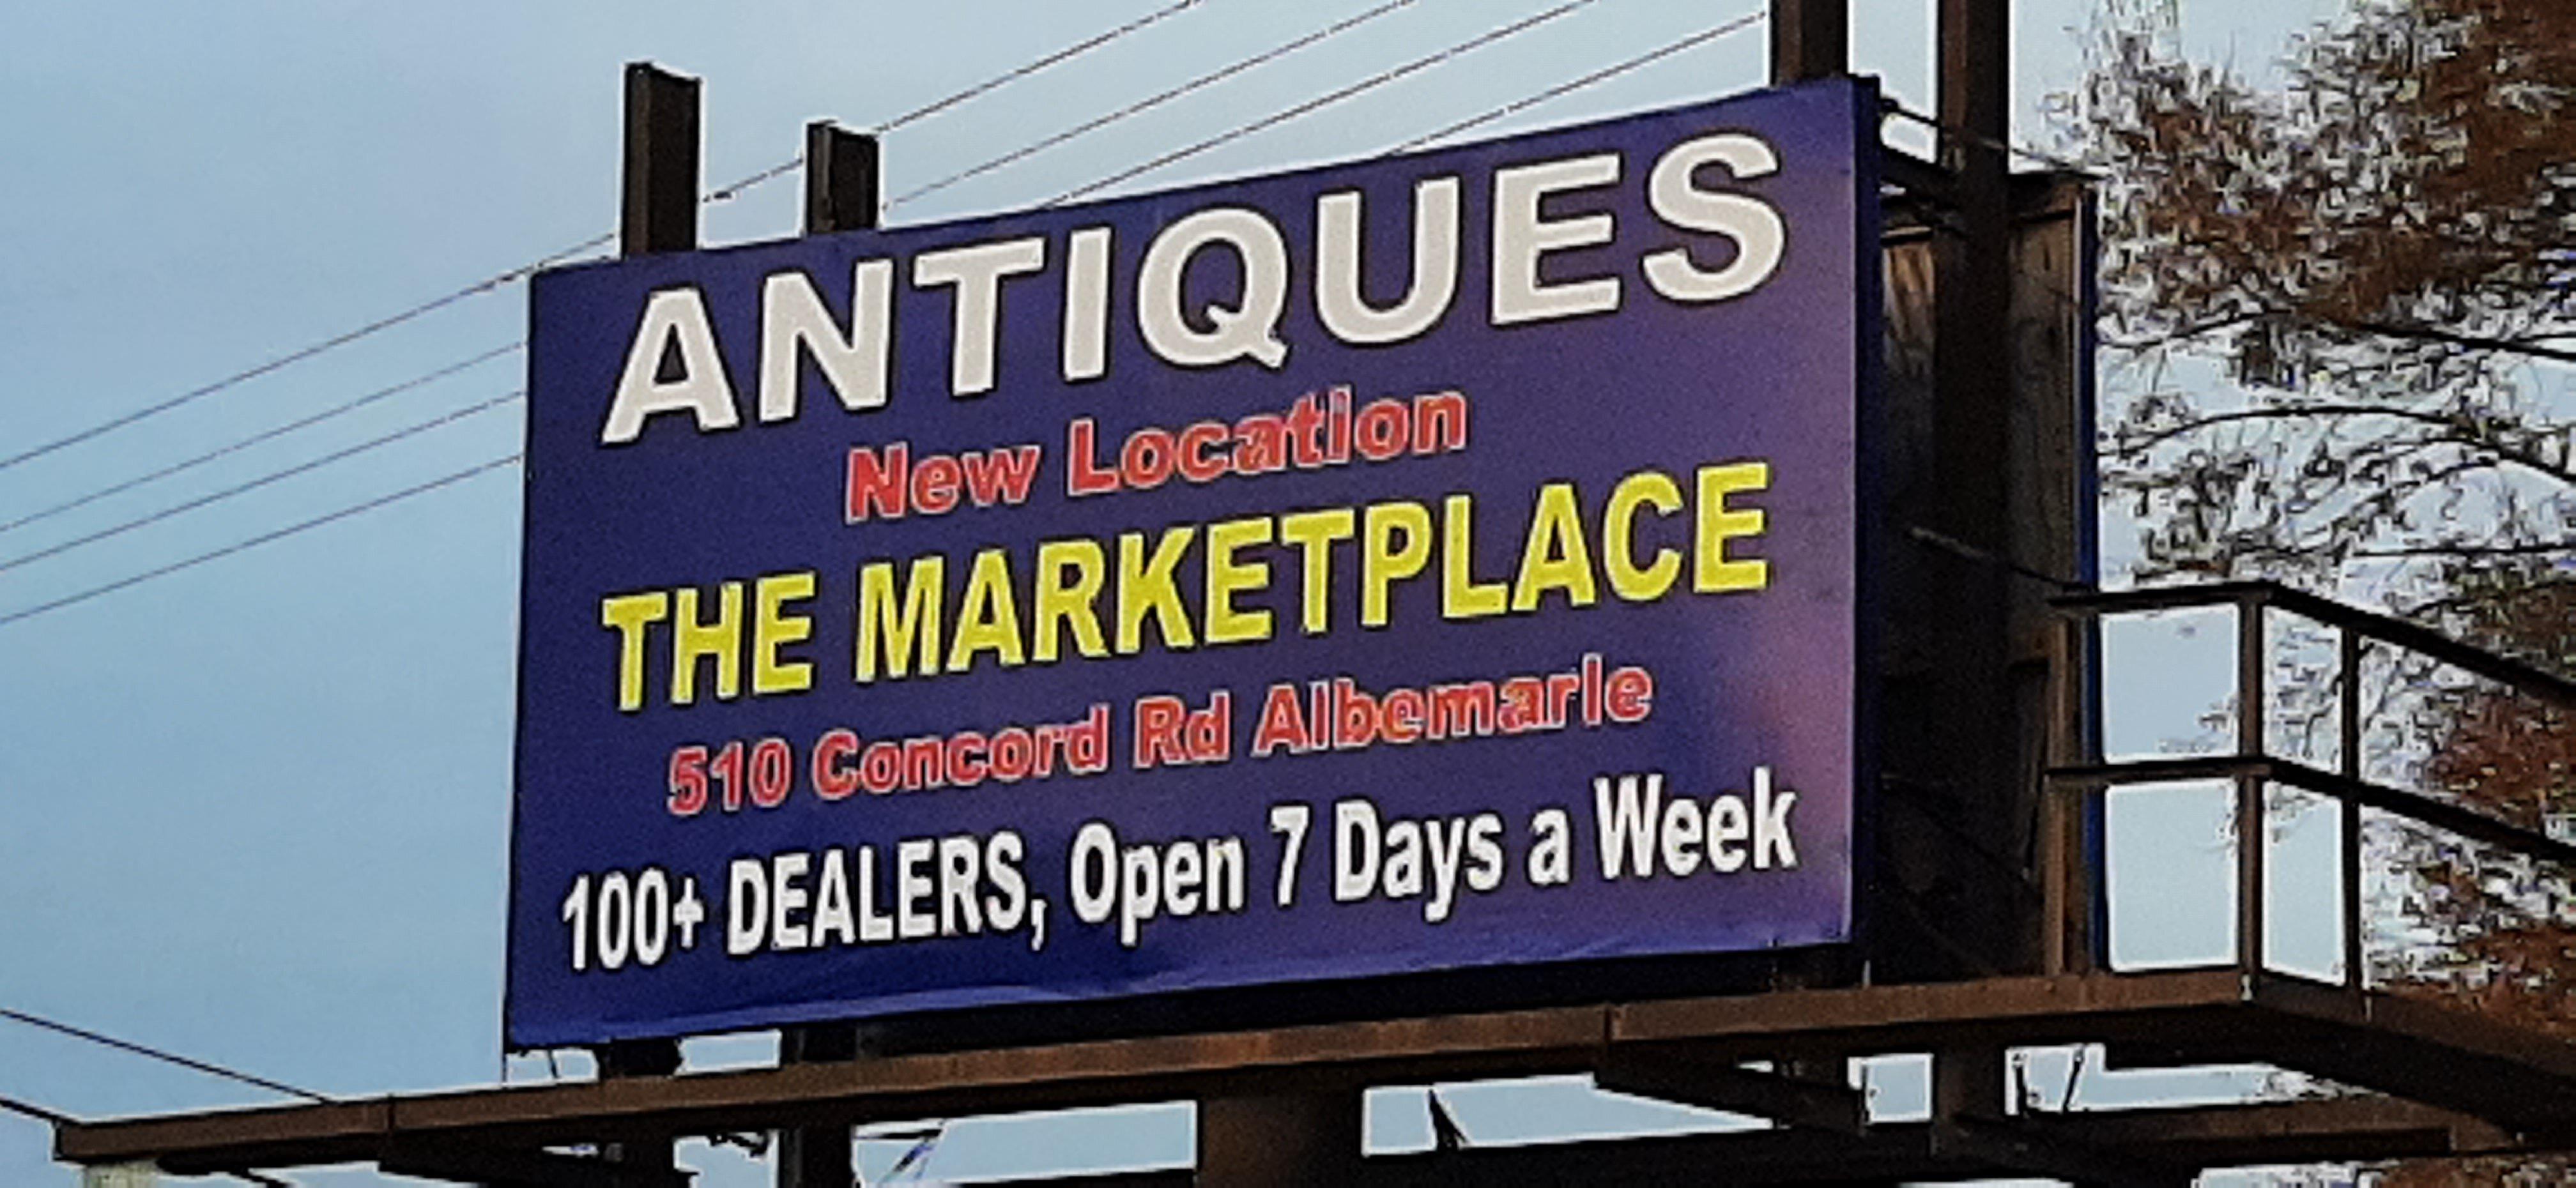 ANTIQUES
New Location
THE MARKETPLACE
510 Concord Rd Albemarle
100+ DEALERS, Open 7 Days a Week